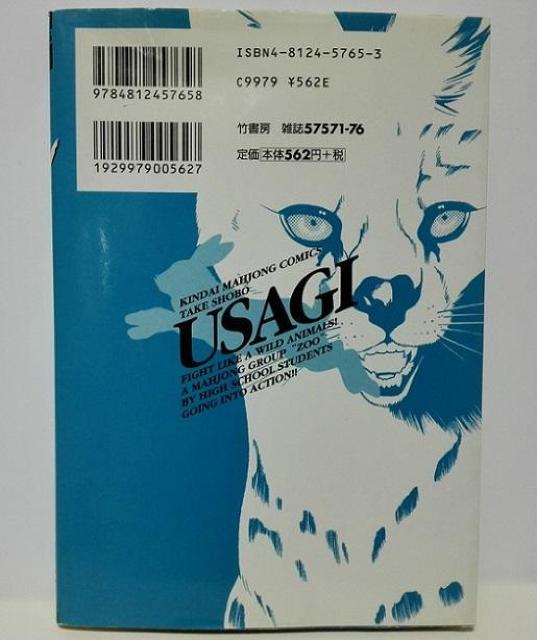 ISBN4-8124-5765-3
C9979 ¥562E
9784812457658
竹書房 雑誌57571-76
定価 本体562円+税
1929979005627
KINDAI MAHJONG COMICS
TAKE SHOBO
USAGI
FIGHT LIKE A WILD ANIMALS!
A MAHJONG GROUP "ZOO"
BY HIGH SCHOOL STUDENTS
GOING INTO ACTION!!